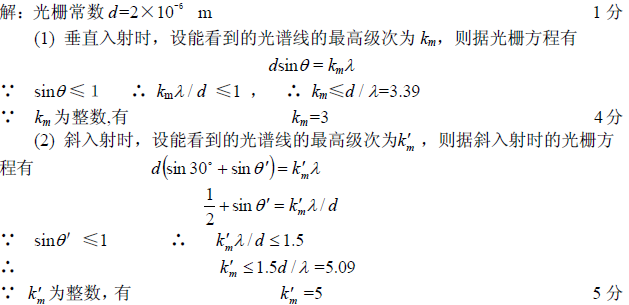 解：光栅常数 d=2×10⁻⁶ m 1 分
(1) 垂直入射时，设能看到的光谱线的最高级次为 kₘ，则据光栅方程有
dsinθ = kₘλ
∵ sinθ ≤ 1 ∴ kₘλ / d ≤1 ， ∴ kₘ≤d / λ=3.39
∵ kₘ 为整数,有 kₘ=3 4 分
(2) 斜入射时，设能看到的光谱线的最高级次为k′ₘ ，则据斜入射时的光栅方
程有 d(sin 30° + sin θ′) = k′ₘλ
1/2 + sin θ′ = k′ₘλ / d
∵ sinθ′ ≤1 ∴ k′ₘλ / d ≤ 1.5
∴ k′ₘ ≤ 1.5d / λ =5.09
∵ k′ₘ 为整数，有 k′ₘ =5 5 分